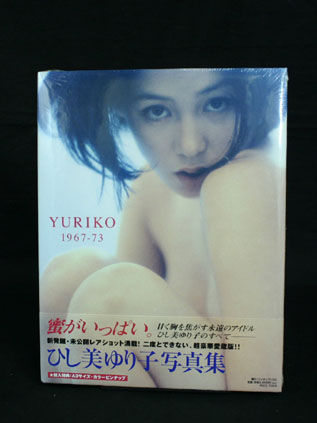 YURIKO
1967-73
蜜がいっぱい。
甘く胸を焦がす永遠のアイドル
ひし美ゆり子のすべて
新発掘・未公開レアショット満載!二度とできない、超豪華愛蔵版!!
ひし美ゆり子写真集
★封入特典:A3サイズ・カラーピンナップ